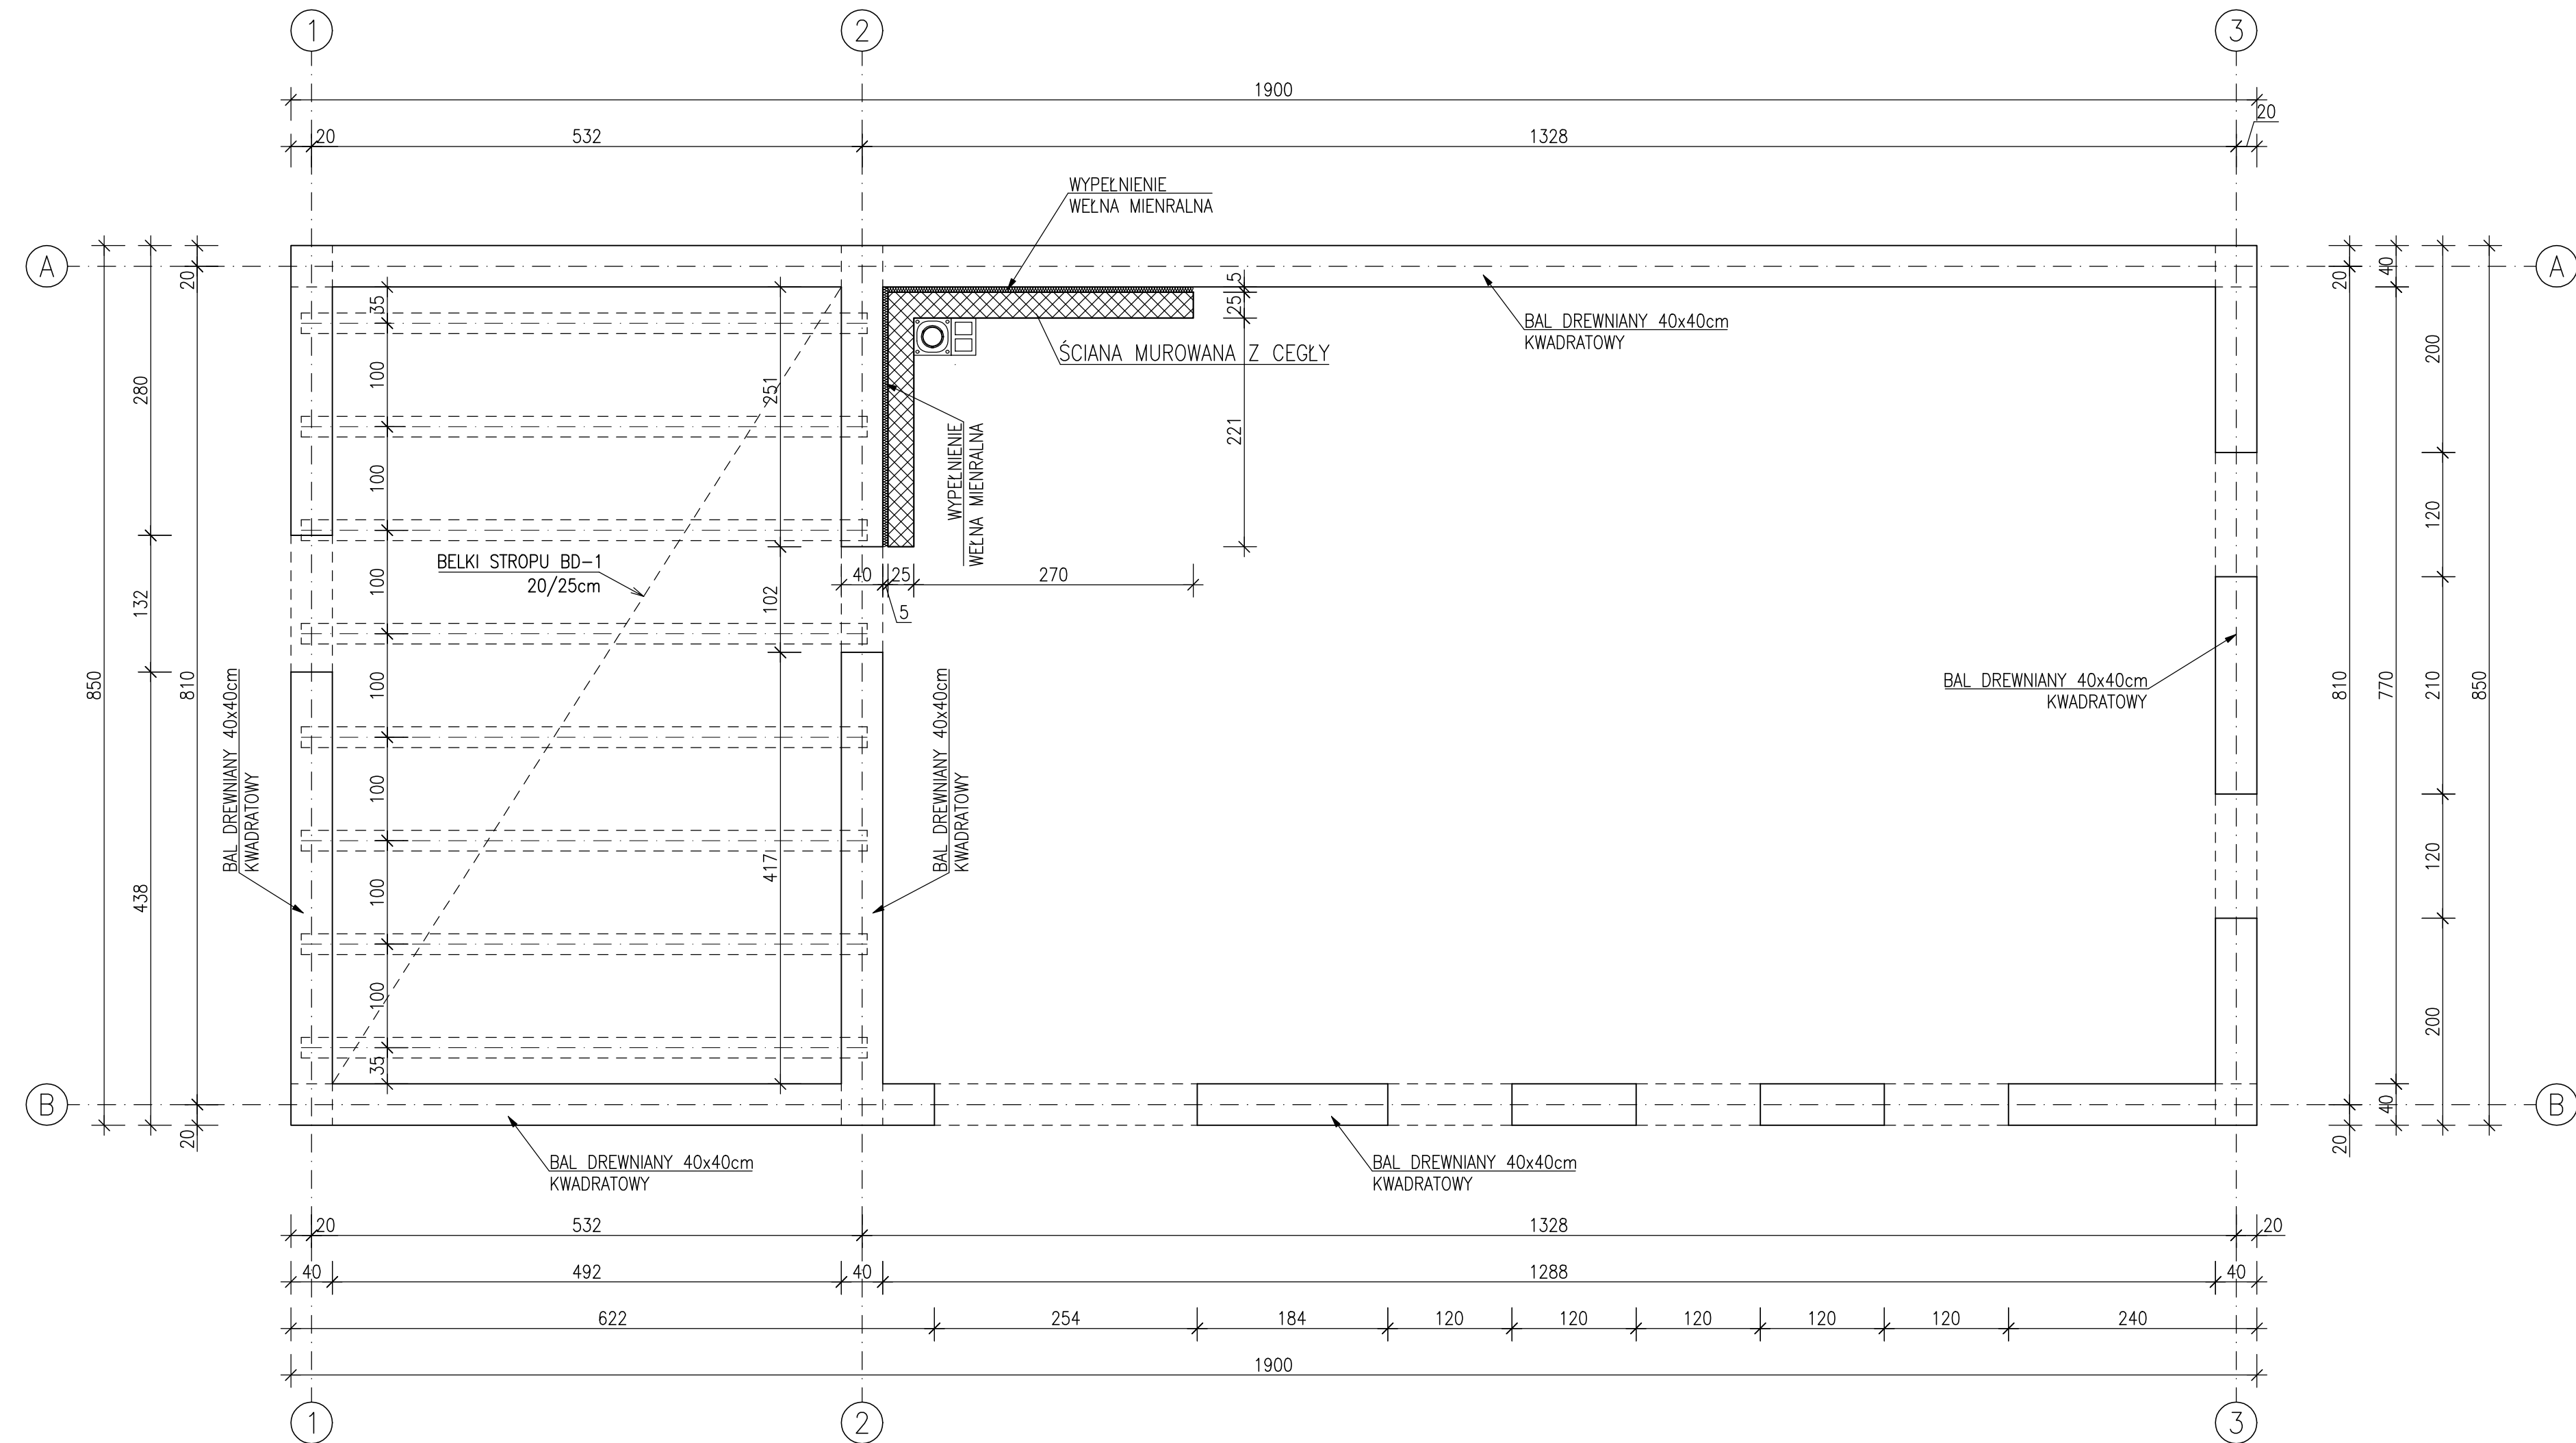 1
2
3
1900
20
532
1328
20
WYPEŁNIENIE
WEŁNA MIENRALNA
A
A
20
5
25
20
40
35
BAL DREWNIANY 40x40cm
KWADRATOWY
ŚCIANA MUROWANA Z CEGŁY
280
100
251
221
200
WYPEŁNIENIE
WEŁNA MIENRALNA
100
120
BELKI STROPU BD-1
20/25cm
40
25
270
5
132
100
102
850
810
100
BAL DREWNIANY 40x40cm
KWADRATOWY
810
770
210
850
BAL DREWNIANY 40x40cm
KWADRATOWY
BAL DREWNIANY 40x40cm
KWADRATOWY
100
438
100
417
120
100
200
35
B
B
20
40
20
BAL DREWNIANY 40x40cm
KWADRATOWY
BAL DREWNIANY 40x40cm
KWADRATOWY
20
532
1328
20
40
492
40
1288
40
622
254
184
120
120
120
120
120
240
1900
1
2
3